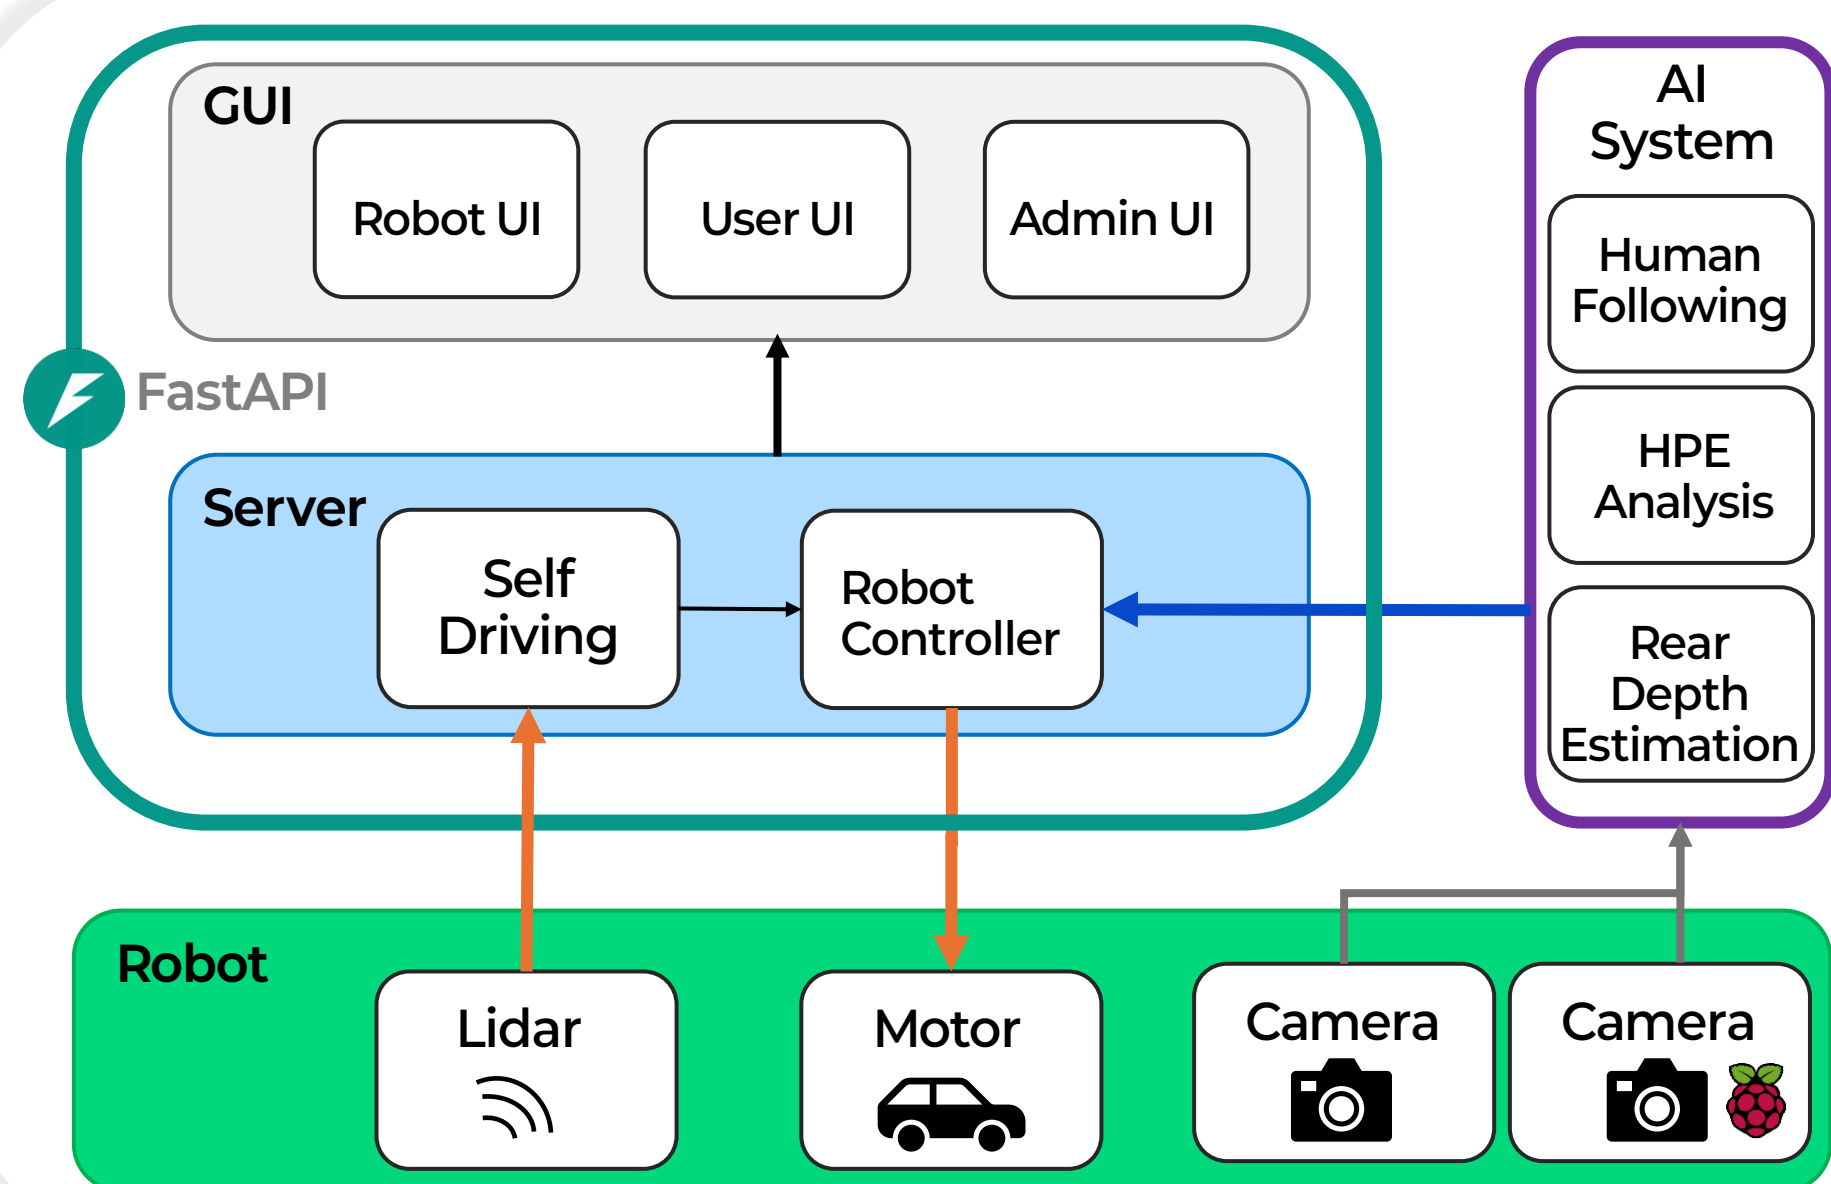 GUI
Robot UI
User UI
Admin UI
FastAPI
Server
Self
Driving
Robot
Controller
AI
System
Human
Following
HPE
Analysis
Rear
Depth
Estimation
Robot
Lidar
Motor
Camera
Camera